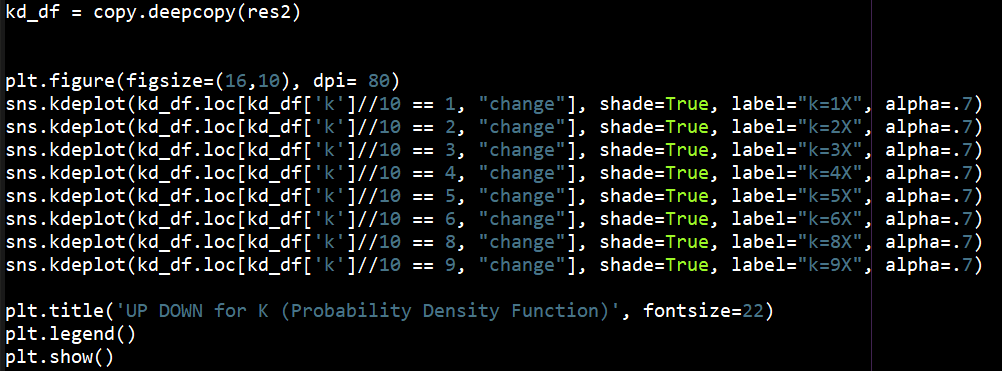 kd_df = copy.deepcopy(res2)
plt.figure(figsize=(16,10), dpi= 80)
sns.kdeplot(kd_df.loc[kd_df['k']//10 == 1, "change"], shade=True, label="k=1X", alpha=.7)
sns.kdeplot(kd_df.loc[kd_df['k']//10 == 2, "change"], shade=True, label="k=2X", alpha=.7)
sns.kdeplot(kd_df.loc[kd_df['k']//10 == 3, "change"], shade=True, label="k=3X", alpha=.7)
sns.kdeplot(kd_df.loc[kd_df['k']//10 == 4, "change"], shade=True, label="k=4X", alpha=.7)
sns.kdeplot(kd_df.loc[kd_df['k']//10 == 5, "change"], shade=True, label="k=5X", alpha=.7)
sns.kdeplot(kd_df.loc[kd_df['k']//10 == 6, "change"], shade=True, label="k=6X", alpha=.7)
sns.kdeplot(kd_df.loc[kd_df['k']//10 == 8, "change"], shade=True, label="k=8X", alpha=.7)
sns.kdeplot(kd_df.loc[kd_df['k']//10 == 9, "change"], shade=True, label="k=9X", alpha=.7)
plt.title('UP DOWN for K (Probability Density Function)', fontsize=22)
plt.legend()
plt.show()